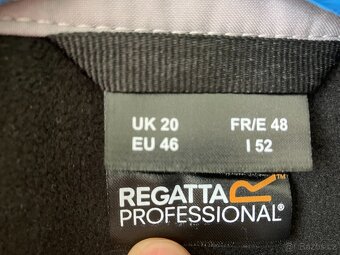 UK 20 FR/E 48
EU 46 I 52
REGATTA
PROFESSIONAL®